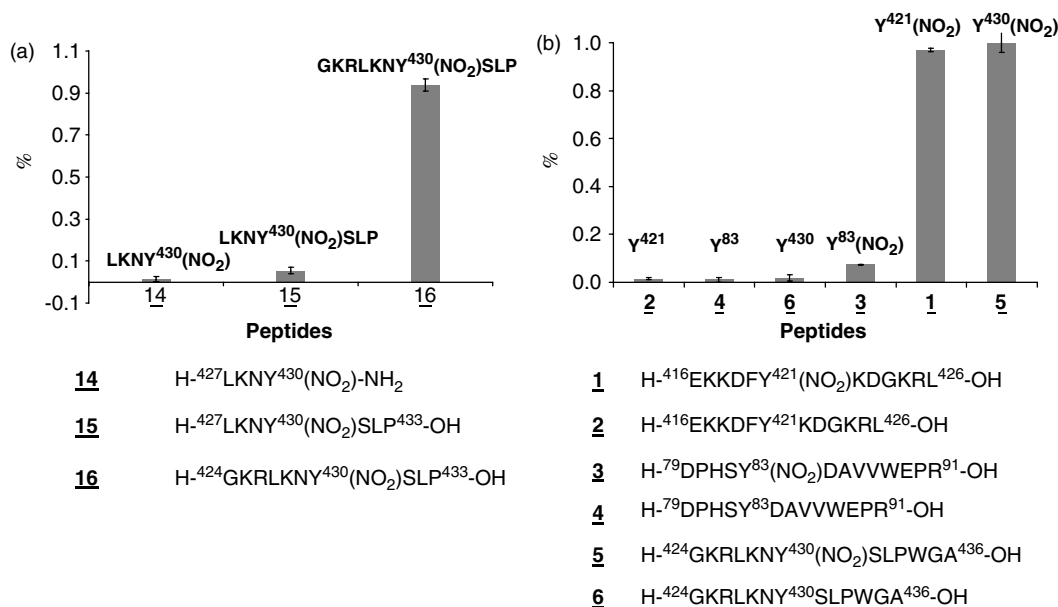 (a)
1.1
0.9
0.7
0.5
0.3
0.1
-0.1
%
LKNY⁴³⁰(NO₂)
LKNY⁴³⁰(NO₂)SLP
GKRLKNY⁴³⁰(NO₂)SLP
14 15 16
Peptides
14 H-⁴²⁷LKNY⁴³⁰(NO₂)-NH₂
15 H-⁴²⁷LKNY⁴³⁰(NO₂)SLP⁴³³-OH
16 H-⁴²⁴GKRLKNY⁴³⁰(NO₂)SLP⁴³³-OH
(b)
1.0
0.8
0.6
0.4
0.2
0.0
%
Y⁴²¹ Y⁸³ Y⁴³⁰ Y⁸³(NO₂)
Y⁴²¹(NO₂) Y⁴³⁰(NO₂)
2 4 6 3 1 5
Peptides
1 H-⁴¹⁶EKKDFY⁴²¹(NO₂)KDGKRL⁴²⁶-OH
2 H-⁴¹⁶EKKDFY⁴²¹KDGKRL⁴²⁶-OH
3 H-⁷⁹DPHSY⁸³(NO₂)DAVVWEPR⁹¹-OH
4 H-⁷⁹DPHSY⁸³DAVVWEPR⁹¹-OH
5 H-⁴²⁴GKRLKNY⁴³⁰(NO₂)SLPWGA⁴³⁶-OH
6 H-⁴²⁴GKRLKNY⁴³⁰SLPWGA⁴³⁶-OH